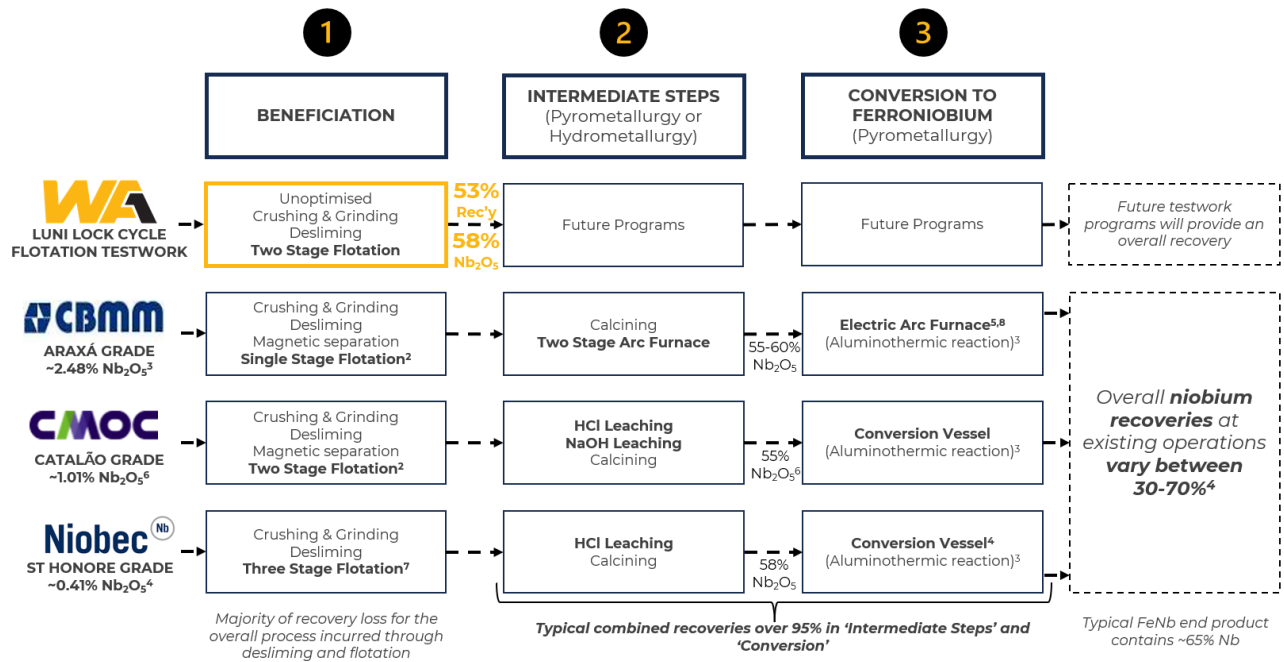 1
2
3
BENEFICIATION
INTERMEDIATE STEPS
(Pyrometallurgy or
Hydrometallurgy)
CONVERSION TO
FERRONIOBIUM
(Pyrometallurgy)
WA
LUNI LOCK CYCLE
FLOTATION TESTWORK
Unoptimised
Crushing & Grinding
Desliming
Two Stage Flotation
53%
Rec'y
58%
Nb₂O₅
Future Programs
Future Programs
Future testwork
programs will provide an
overall recovery
CBMM
ARAXÁ GRADE
~2.48% Nb₂O₅³
Crushing & Grinding
Desliming
Magnetic separation
Single Stage Flotation²
Calcining
Two Stage Arc Furnace
55-60%
Nb₂O₅
Electric Arc Furnace⁵,⁸
(Aluminothermic reaction)³
CMOC
CATALÃO GRADE
~1.01% Nb₂O₅⁶
Crushing & Grinding
Desliming
Magnetic separation
Two Stage Flotation²
HCl Leaching
NaOH Leaching
Calcining
55%
Nb₂O₅⁶
Conversion Vessel
(Aluminothermic reaction)³
Niobec Nb
ST HONORE GRADE
~0.41% Nb₂O₅⁴
Crushing & Grinding
Desliming
Three Stage Flotation⁷
HCl Leaching
Calcining
58%
Nb₂O₅
Conversion Vessel⁴
(Aluminothermic reaction)³
Overall niobium
recoveries at
existing operations
vary between
30-70%⁴
Majority of recovery loss for the
overall process incurred through
desliming and flotation
Typical combined recoveries over 95% in 'Intermediate Steps' and
'Conversion'
Typical FeNb end product
contains ~65% Nb